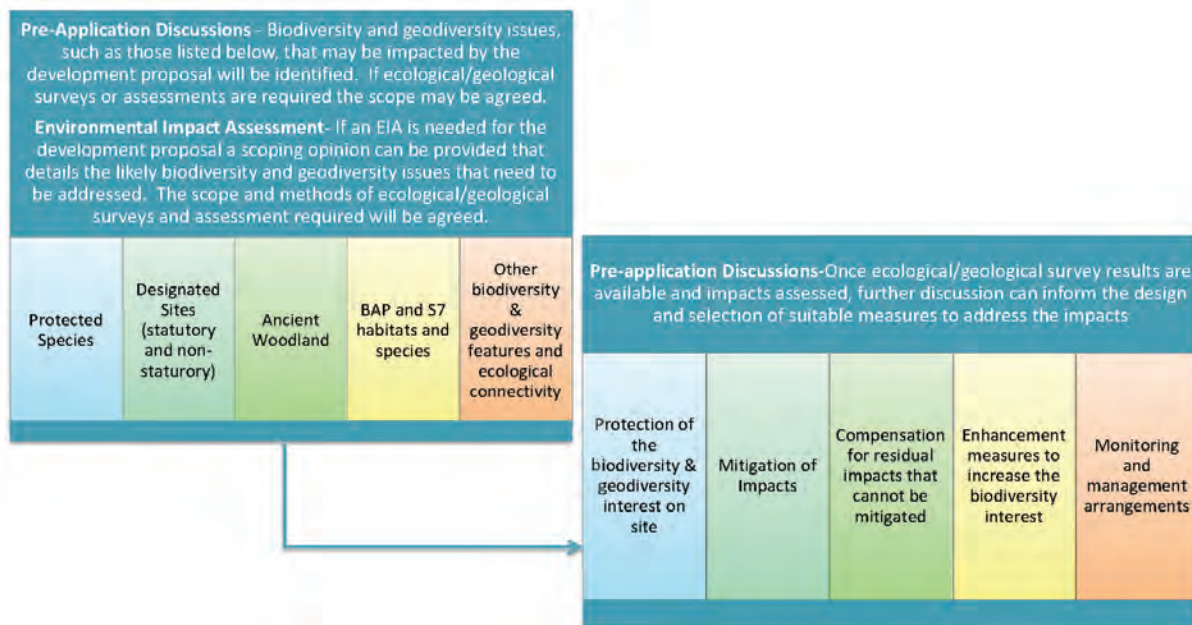 Pre-Application Discussions - Biodiversity and geodiversity issues,
such as those listed below, that may be impacted by the
development proposal will be identified. If ecological/geological
surveys or assessments are required the scope may be agreed.
Environmental Impact Assessment- If an EIA is needed for the
development proposal a scoping opinion can be provided that
details the likely biodiversity and geodiversity issues that need to
be addressed. The scope and methods of ecological/geological
surveys and assessment required will be agreed.
Protected
Species
Designated
Sites
(statutory
and non-
staturory)
Ancient
Woodland
BAP and S7
habitats and
species
Other
biodiversity
&
geodiversity
features and
ecological
connectivity
Pre-application Discussions-Once ecological/geological survey results are
available and impacts assessed, further discussion can inform the design
and selection of suitable measures to address the impacts
Protection of
the
biodiversity &
geodiversity
interest on
site
Mitigation of
Impacts
Compensation
for residual
impacts that
cannot be
mitigated
Enhancement
measures to
increase the
biodiversity
interest
Monitoring
and
management
arrangements